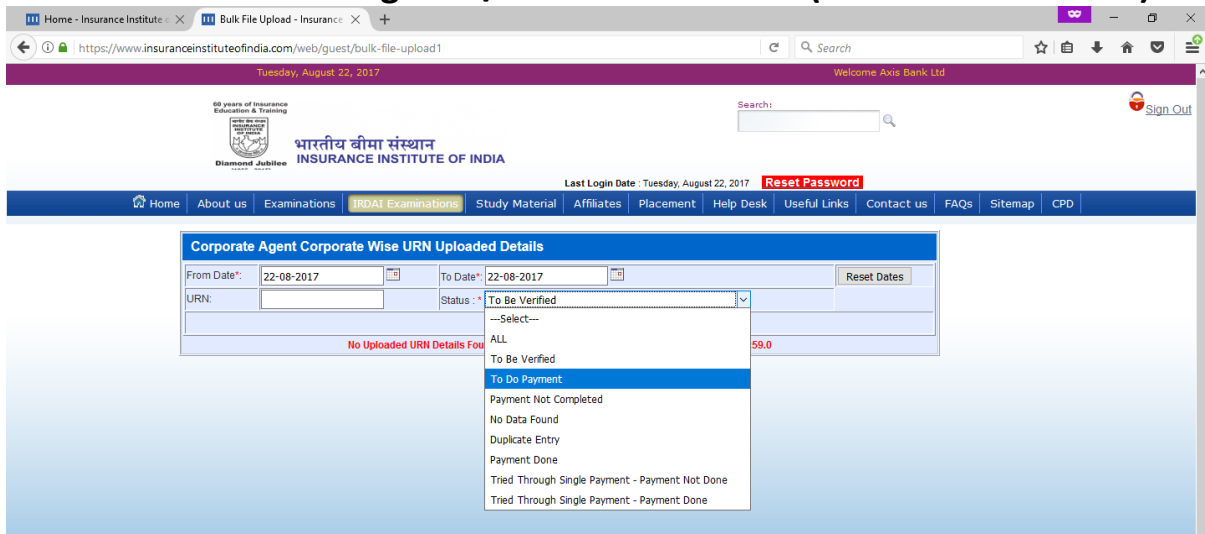 Home - Insurance Institute o
Bulk File Upload - Insurance
https://www.insuranceinstituteofindia.com/web/guest/bulk-file-upload1
Search
Tuesday, August 22, 2017
Welcome Axis Bank Ltd
60 years of Insurance
Education & Training
INSURANCE
INSTITUTE
OF INDIA
Diamond Jubilee
भारतीय बीमा संस्थान
INSURANCE INSTITUTE OF INDIA
Search:
Sign Out
Last Login Date : Tuesday, August 22, 2017 Reset Password
Home About us Examinations IRDAI Examinations Study Material Affiliates Placement Help Desk Useful Links Contact us FAQs Sitemap CPD
Corporate Agent Corporate Wise URN Uploaded Details
From Date*: 22-08-2017 To Date*: 22-08-2017 Reset Dates
URN: Status : * To Be Verified
---Select---
ALL
To Be Verified
To Do Payment
Payment Not Completed
No Data Found
Duplicate Entry
Payment Done
Tried Through Single Payment - Payment Not Done
Tried Through Single Payment - Payment Done
No Uploaded URN Details 59.0